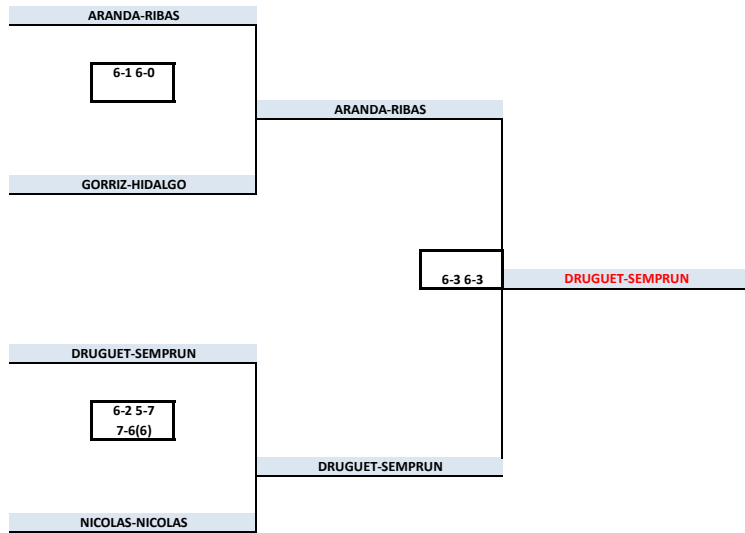 ARANDA-RIBAS
6-1 6-0
ARANDA-RIBAS
GORRIZ-HIDALGO
6-3 6-3
DRUGUET-SEMPRUN
DRUGUET-SEMPRUN
6-2 5-7
7-6(6)
DRUGUET-SEMPRUN
NICOLAS-NICOLAS